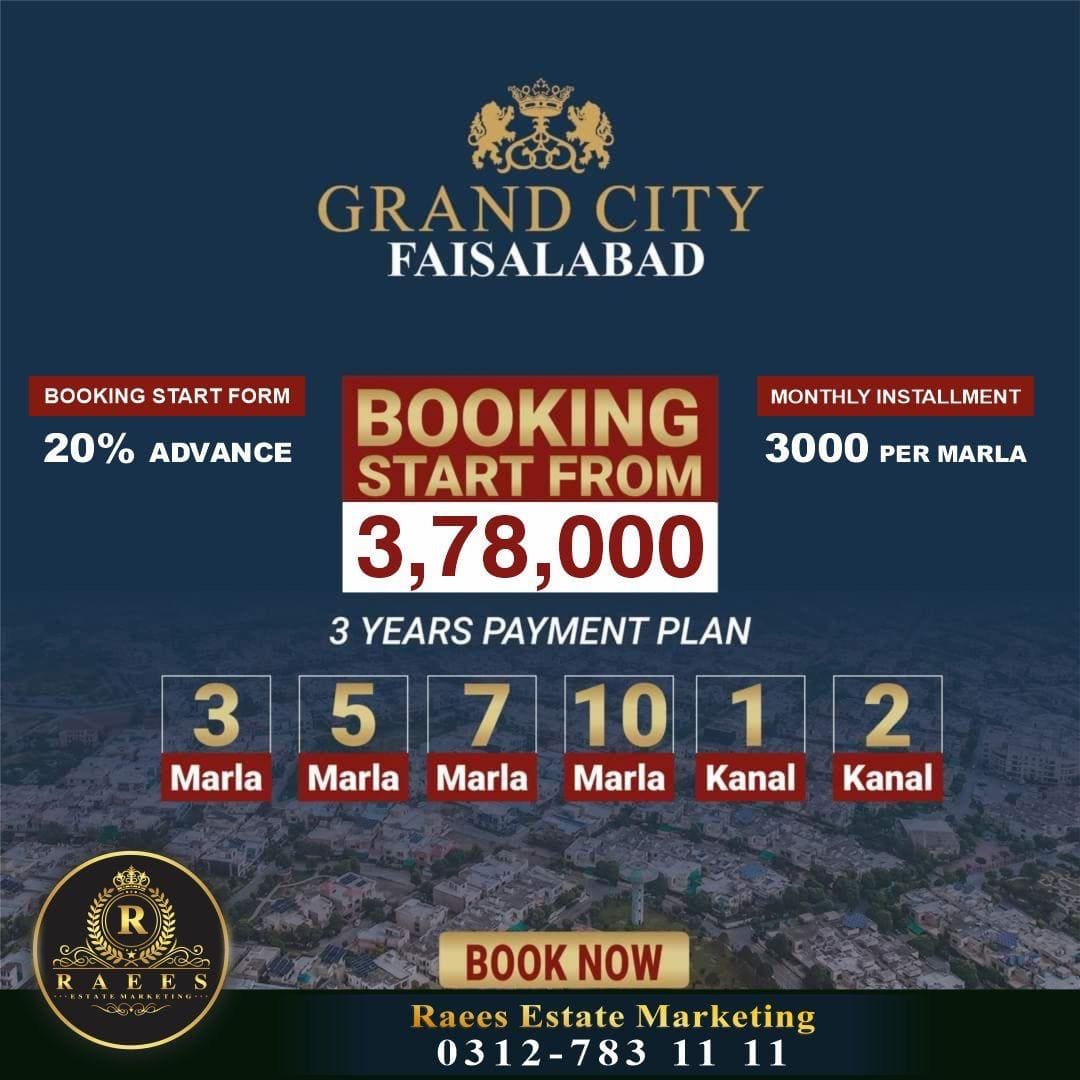 GRAND CITY
FAISALABAD
BOOKING START FORM
20% ADVANCE
BOOKING
START FROM
3,78,000
MONTHLY INSTALLMENT
3000 PER MARLA
3 YEARS PAYMENT PLAN
3 5 7 10 1 2
Marla Marla Marla Marla Kanal Kanal
R
RAEES
ESTATE MARKETING
BOOK NOW
Raees Estate Marketing
0312-783 11 11